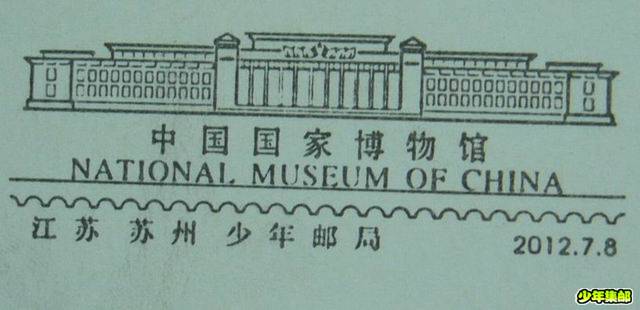 中国国家博物馆
NATIONAL MUSEUM OF CHINA
江苏 苏州 少年邮局
2012.7.8
少年集邮